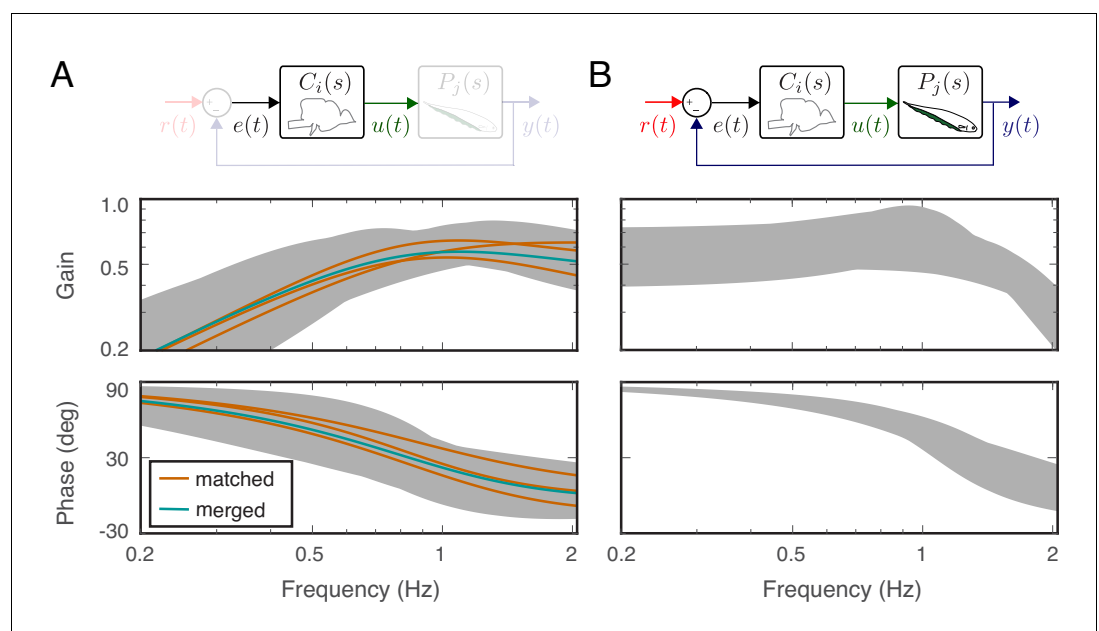 A
C_i(s)
P_j(s)
+
−
r(t)
e(t)
u(t)
y(t)
B
C_i(s)
P_j(s)
+
−
r(t)
e(t)
u(t)
y(t)
1.0
Gain
0.5
0.2
90
Phase (deg)
30
-30
matched
merged
0.2
0.5
1
2
0.2
0.5
1
2
Frequency (Hz)
Frequency (Hz)